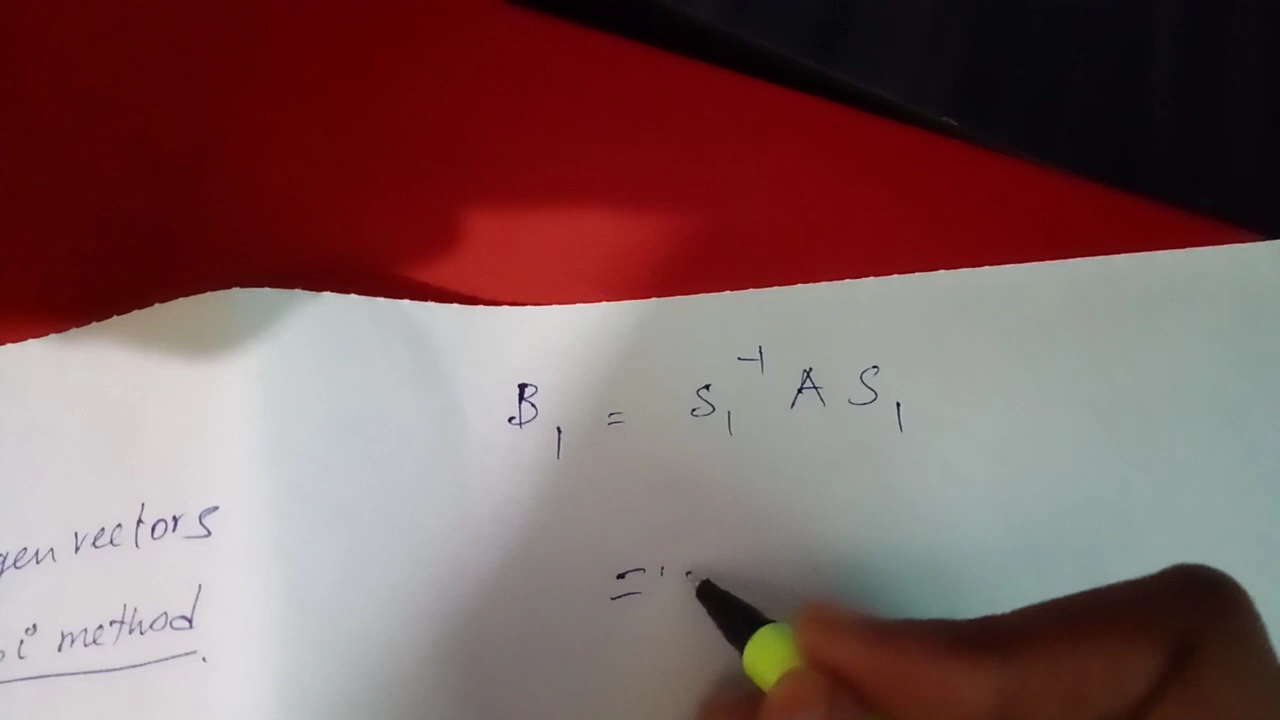 B₁ = S₁⁻¹ A S₁
=
gen vectors
i method.